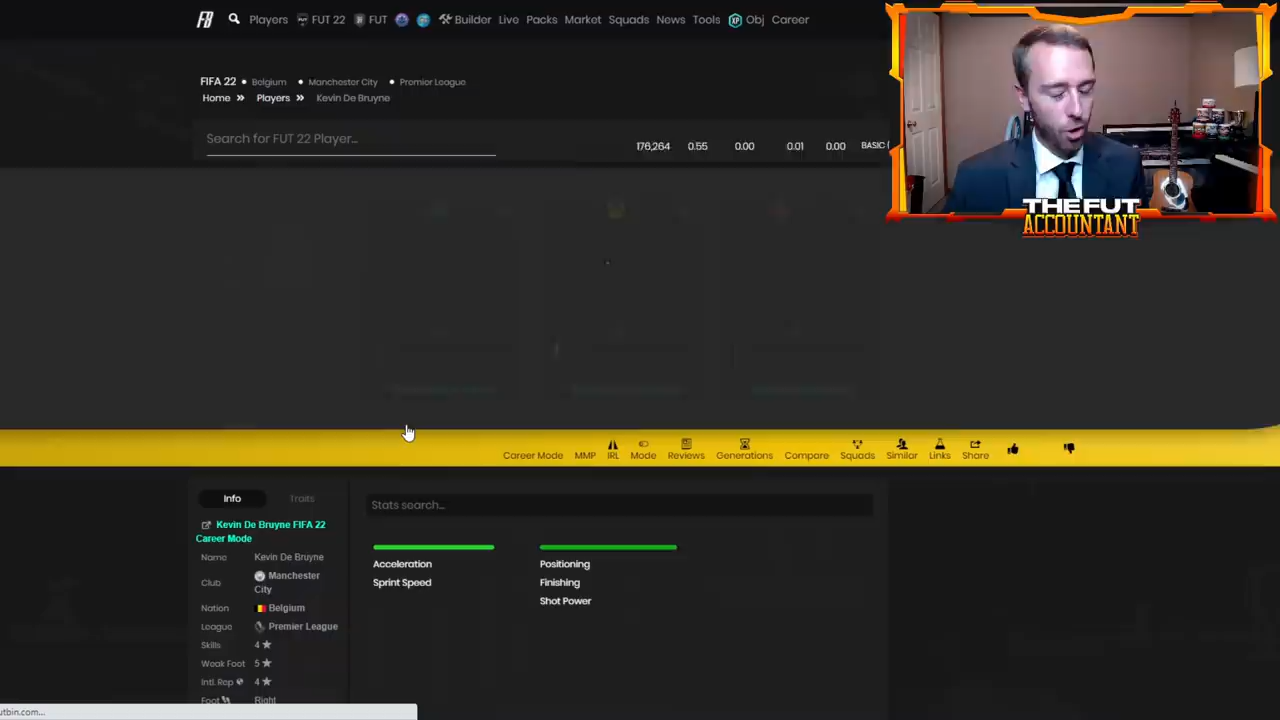 FB Players FUT 22 FUT Builder Live Packs Market Squads News Tools XP Obj Career
FIFA 22 • Belgium • Manchester City • Premier League
Home » Players » Kevin De Bruyne
Search for FUT 22 Player...
176,264 0.55 0.00 0.01 0.00 BASIC (
THE FUT
ACCOUNTANT
Career Mode MMP IRL Mode Reviews Generations Compare Squads Similar Links Share
Info Traits
Stats search...
Kevin De Bruyne FIFA 22
Career Mode
Name Kevin De Bruyne
Club Manchester
City
Nation Belgium
League Premier League
Skills 4
Weak Foot 5
Intl. Rep 4
Foot Right
Acceleration
Sprint Speed
Positioning
Finishing
Shot Power
utbin.com...